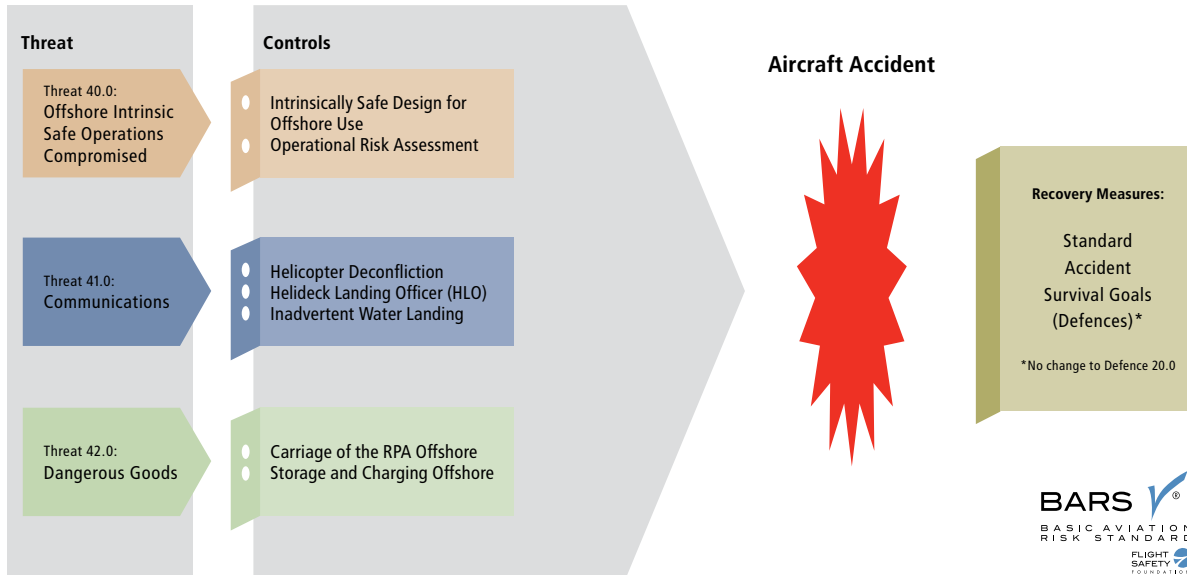 Threat
Controls
Aircraft Accident
Threat 40.0:
Offshore Intrinsic
Safe Operations
Compromised
Intrinsically Safe Design for
Offshore Use
Operational Risk Assessment
Threat 41.0:
Communications
Helicopter Deconfliction
Helideck Landing Officer (HLO)
Inadvertent Water Landing
Threat 42.0:
Dangerous Goods
Carriage of the RPA Offshore
Storage and Charging Offshore
Recovery Measures:
Standard
Accident
Survival Goals
(Defences)*
*No change to Defence 20.0
BARS ®
BASIC AVIATION
RISK STANDARD
FLIGHT
SAFETY
FOUNDATION